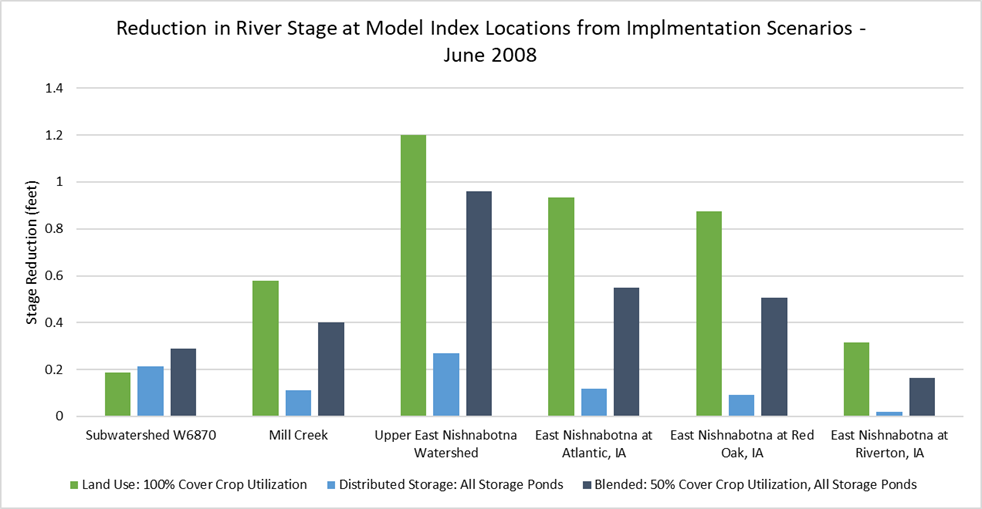 Reduction in River Stage at Model Index Locations from Implmentation Scenarios -
June 2008
Stage Reduction (feet)
1.4
1.2
1
0.8
0.6
0.4
0.2
0
Subwatershed W6870
Mill Creek
Upper East Nishnabotna
Watershed
East Nishnabotna at
Atlantic, IA
East Nishnabotna at Red
Oak, IA
East Nishnabotna at
Riverton, IA
Land Use: 100% Cover Crop Utilization
Distributed Storage: All Storage Ponds
Blended: 50% Cover Crop Utilization, All Storage Ponds